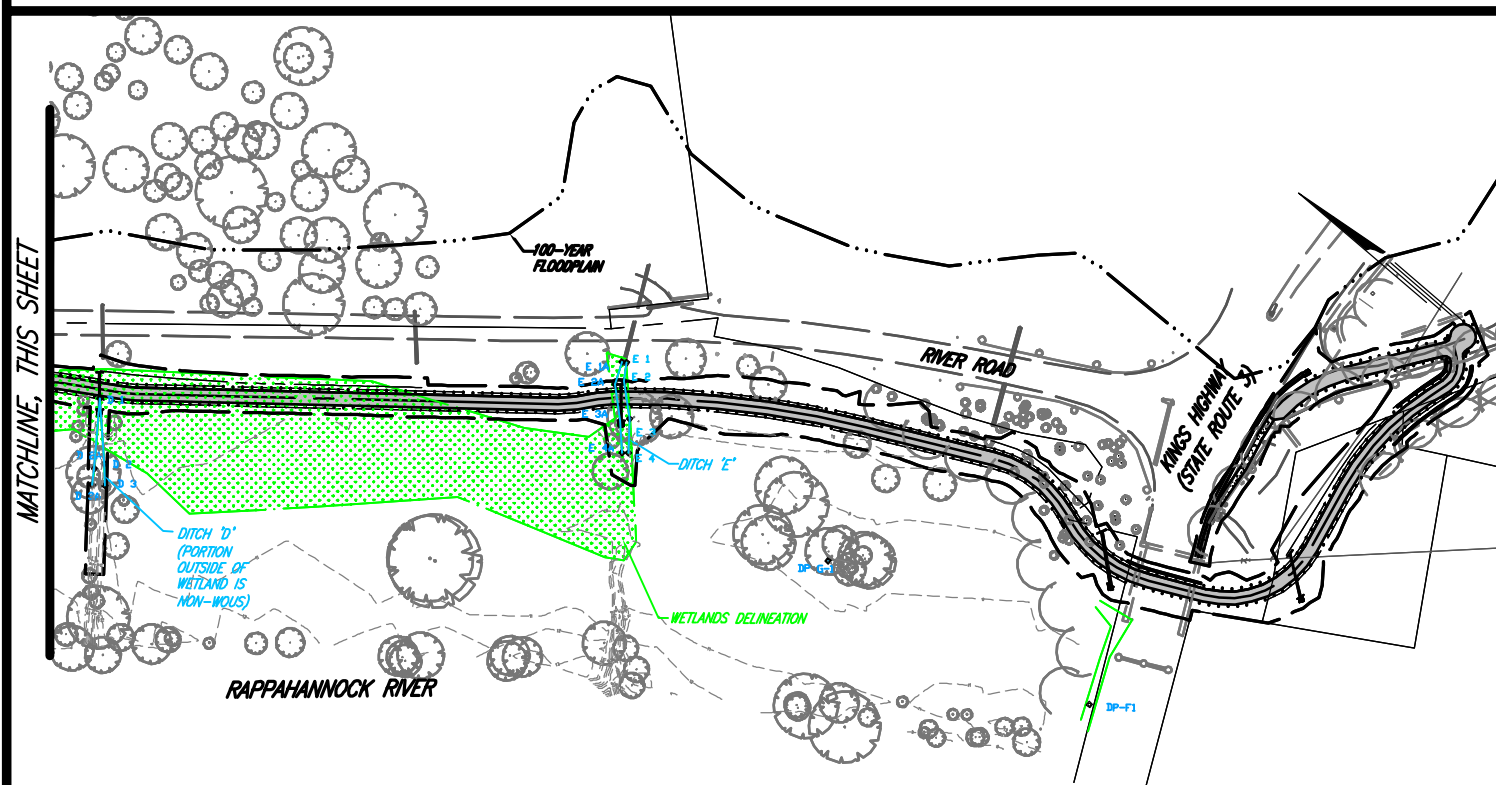 MATCHLINE, THIS SHEET
100-YEAR
FLOODPLAIN
RIVER ROAD
KINGS HIGHWAY
(STATE ROUTE 3)
E 1
E 2
E 3A
E 3
E 4
DITCH 'E'
D 2
D 3
DITCH 'D'
(PORTION
OUTSIDE OF
WETLAND IS
NON-WOUS)
DP-G-1
WETLANDS DELINEATION
RAPPAHANNOCK RIVER
DP-F1